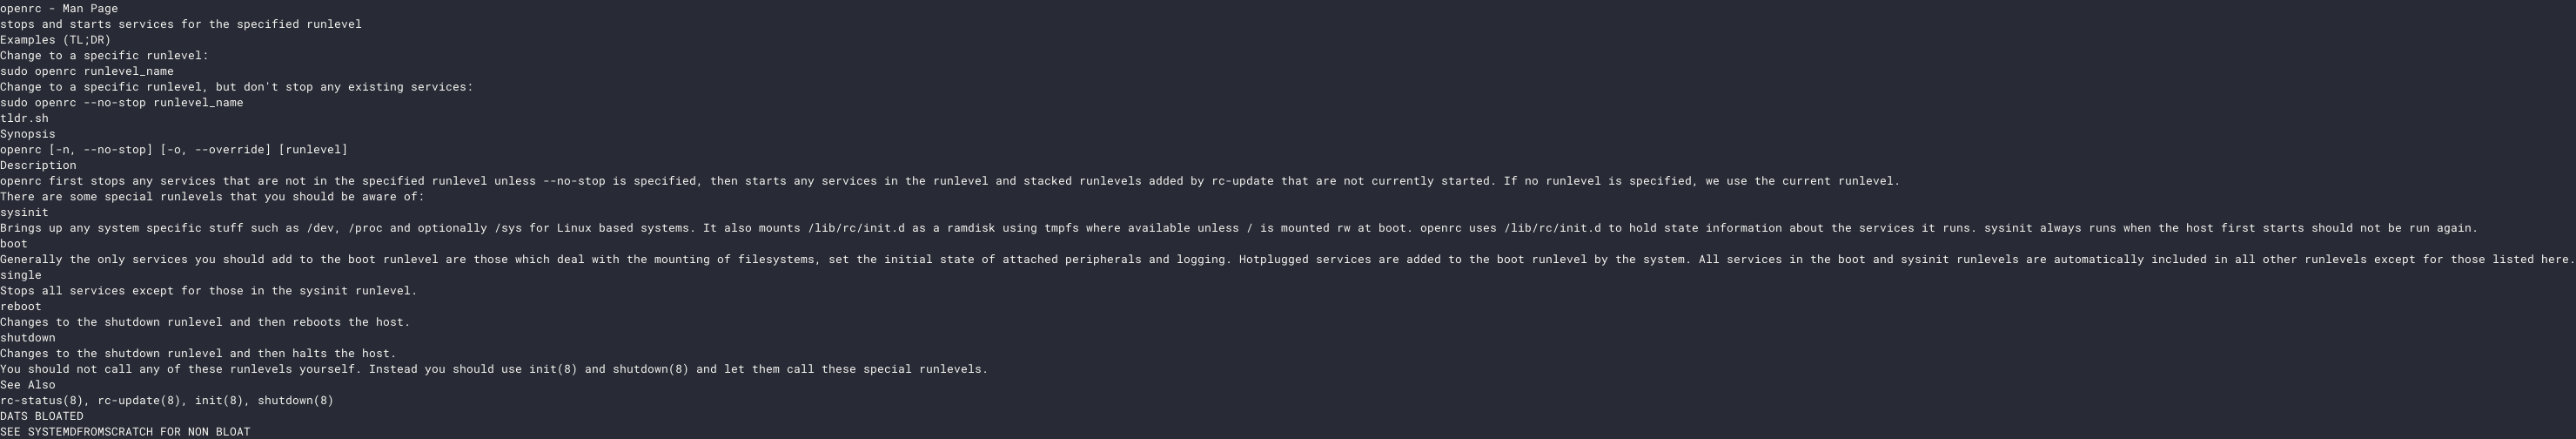 openrc - Man Page
stops and starts services for the specified runlevel
Examples (TL;DR)
Change to a specific runlevel:
sudo openrc runlevel_name
Change to a specific runlevel, but don't stop any existing services:
sudo openrc --no-stop runlevel_name
tldr.sh
Synopsis
openrc [-n, --no-stop] [-o, --override] [runlevel]
Description
openrc first stops any services that are not in the specified runlevel unless --no-stop is specified, then starts any services in the runlevel and stacked runlevels added by rc-update that are not currently started. If no runlevel is specified, we use the current runlevel.
There are some special runlevels that you should be aware of:
sysinit
Brings up any system specific stuff such as /dev, /proc and optionally /sys for Linux based systems. It also mounts /lib/rc/init.d as a ramdisk using tmpfs where available unless / is mounted rw at boot. openrc uses /lib/rc/init.d to hold state information about the services it runs. sysinit always runs when the host first starts should not be run again.
boot
Generally the only services you should add to the boot runlevel are those which deal with the mounting of filesystems, set the initial state of attached peripherals and logging. Hotplugged services are added to the boot runlevel by the system. All services in the boot and sysinit runlevels are automatically included in all other runlevels except for those listed here.
single
Stops all services except for those in the sysinit runlevel.
reboot
Changes to the shutdown runlevel and then reboots the host.
shutdown
Changes to the shutdown runlevel and then halts the host.
You should not call any of these runlevels yourself. Instead you should use init(8) and shutdown(8) and let them call these special runlevels.
See Also
rc-status(8), rc-update(8), init(8), shutdown(8)
DATS BLOATED
SEE SYSTEMDFROMSCRATCH FOR NON BLOAT